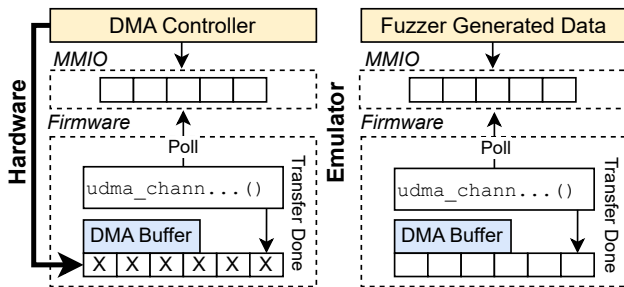 DMA Controller
MMIO
Firmware
Hardware
Poll
udma_chann...()
Transfer Done
DMA Buffer
X X X X X X
Fuzzer Generated Data
MMIO
Firmware
Emulator
Poll
udma_chann...()
Transfer Done
DMA Buffer